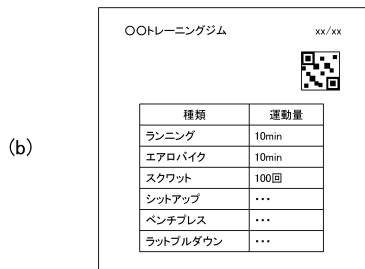 〇〇トレーニングジム xx/xx
(b)
種類 運動量
ランニング 10min
エアロバイク 10min
スクワット 100回
シットアップ ・・・
ベンチプレス ・・・
ラットプルダウン ・・・